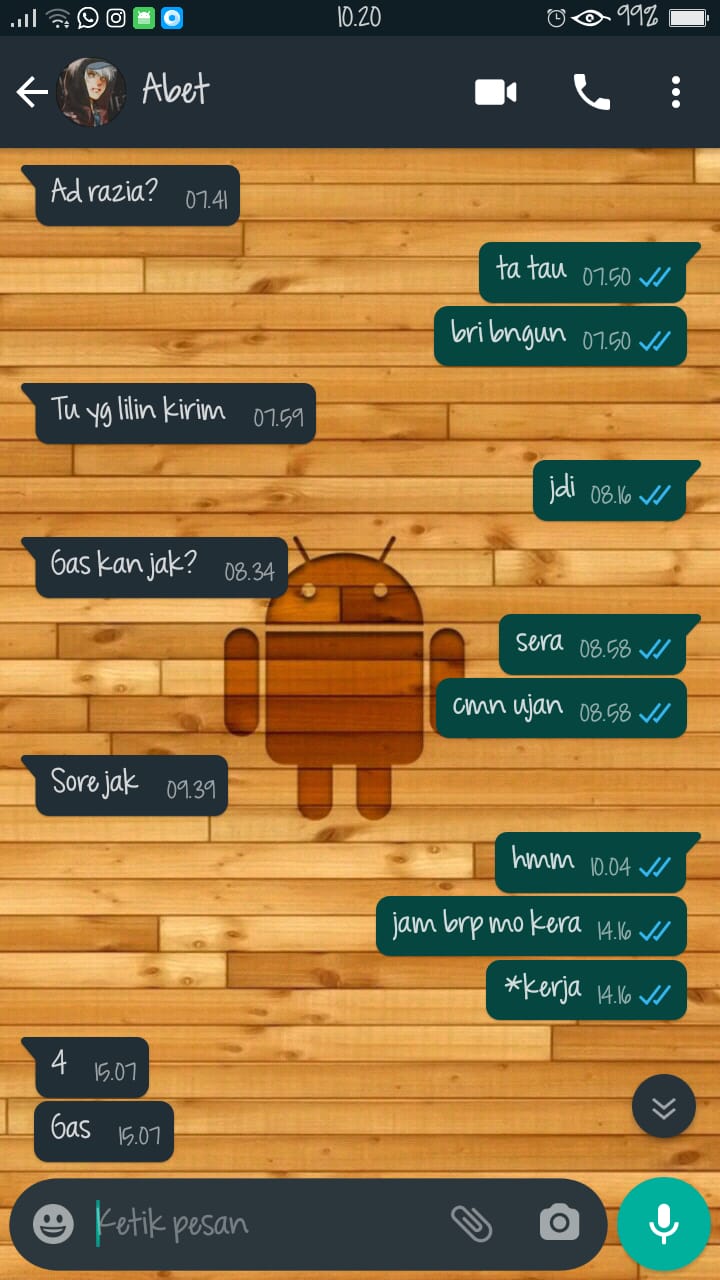 10.20
99%
Abet
Ad razia? 07.41
ta tau 07.50
bri bngun 07.50
Tu yg lilin kirim 07.59
jdi 08.16
Gas kan jak? 08.34
sera 08.58
cmn ujan 08.58
Sore jak 09.39
hmm 10.04
jam brp mo kera 14.16
*kerja 14.16
4 15.07
Gas 15.07
Ketik pesan